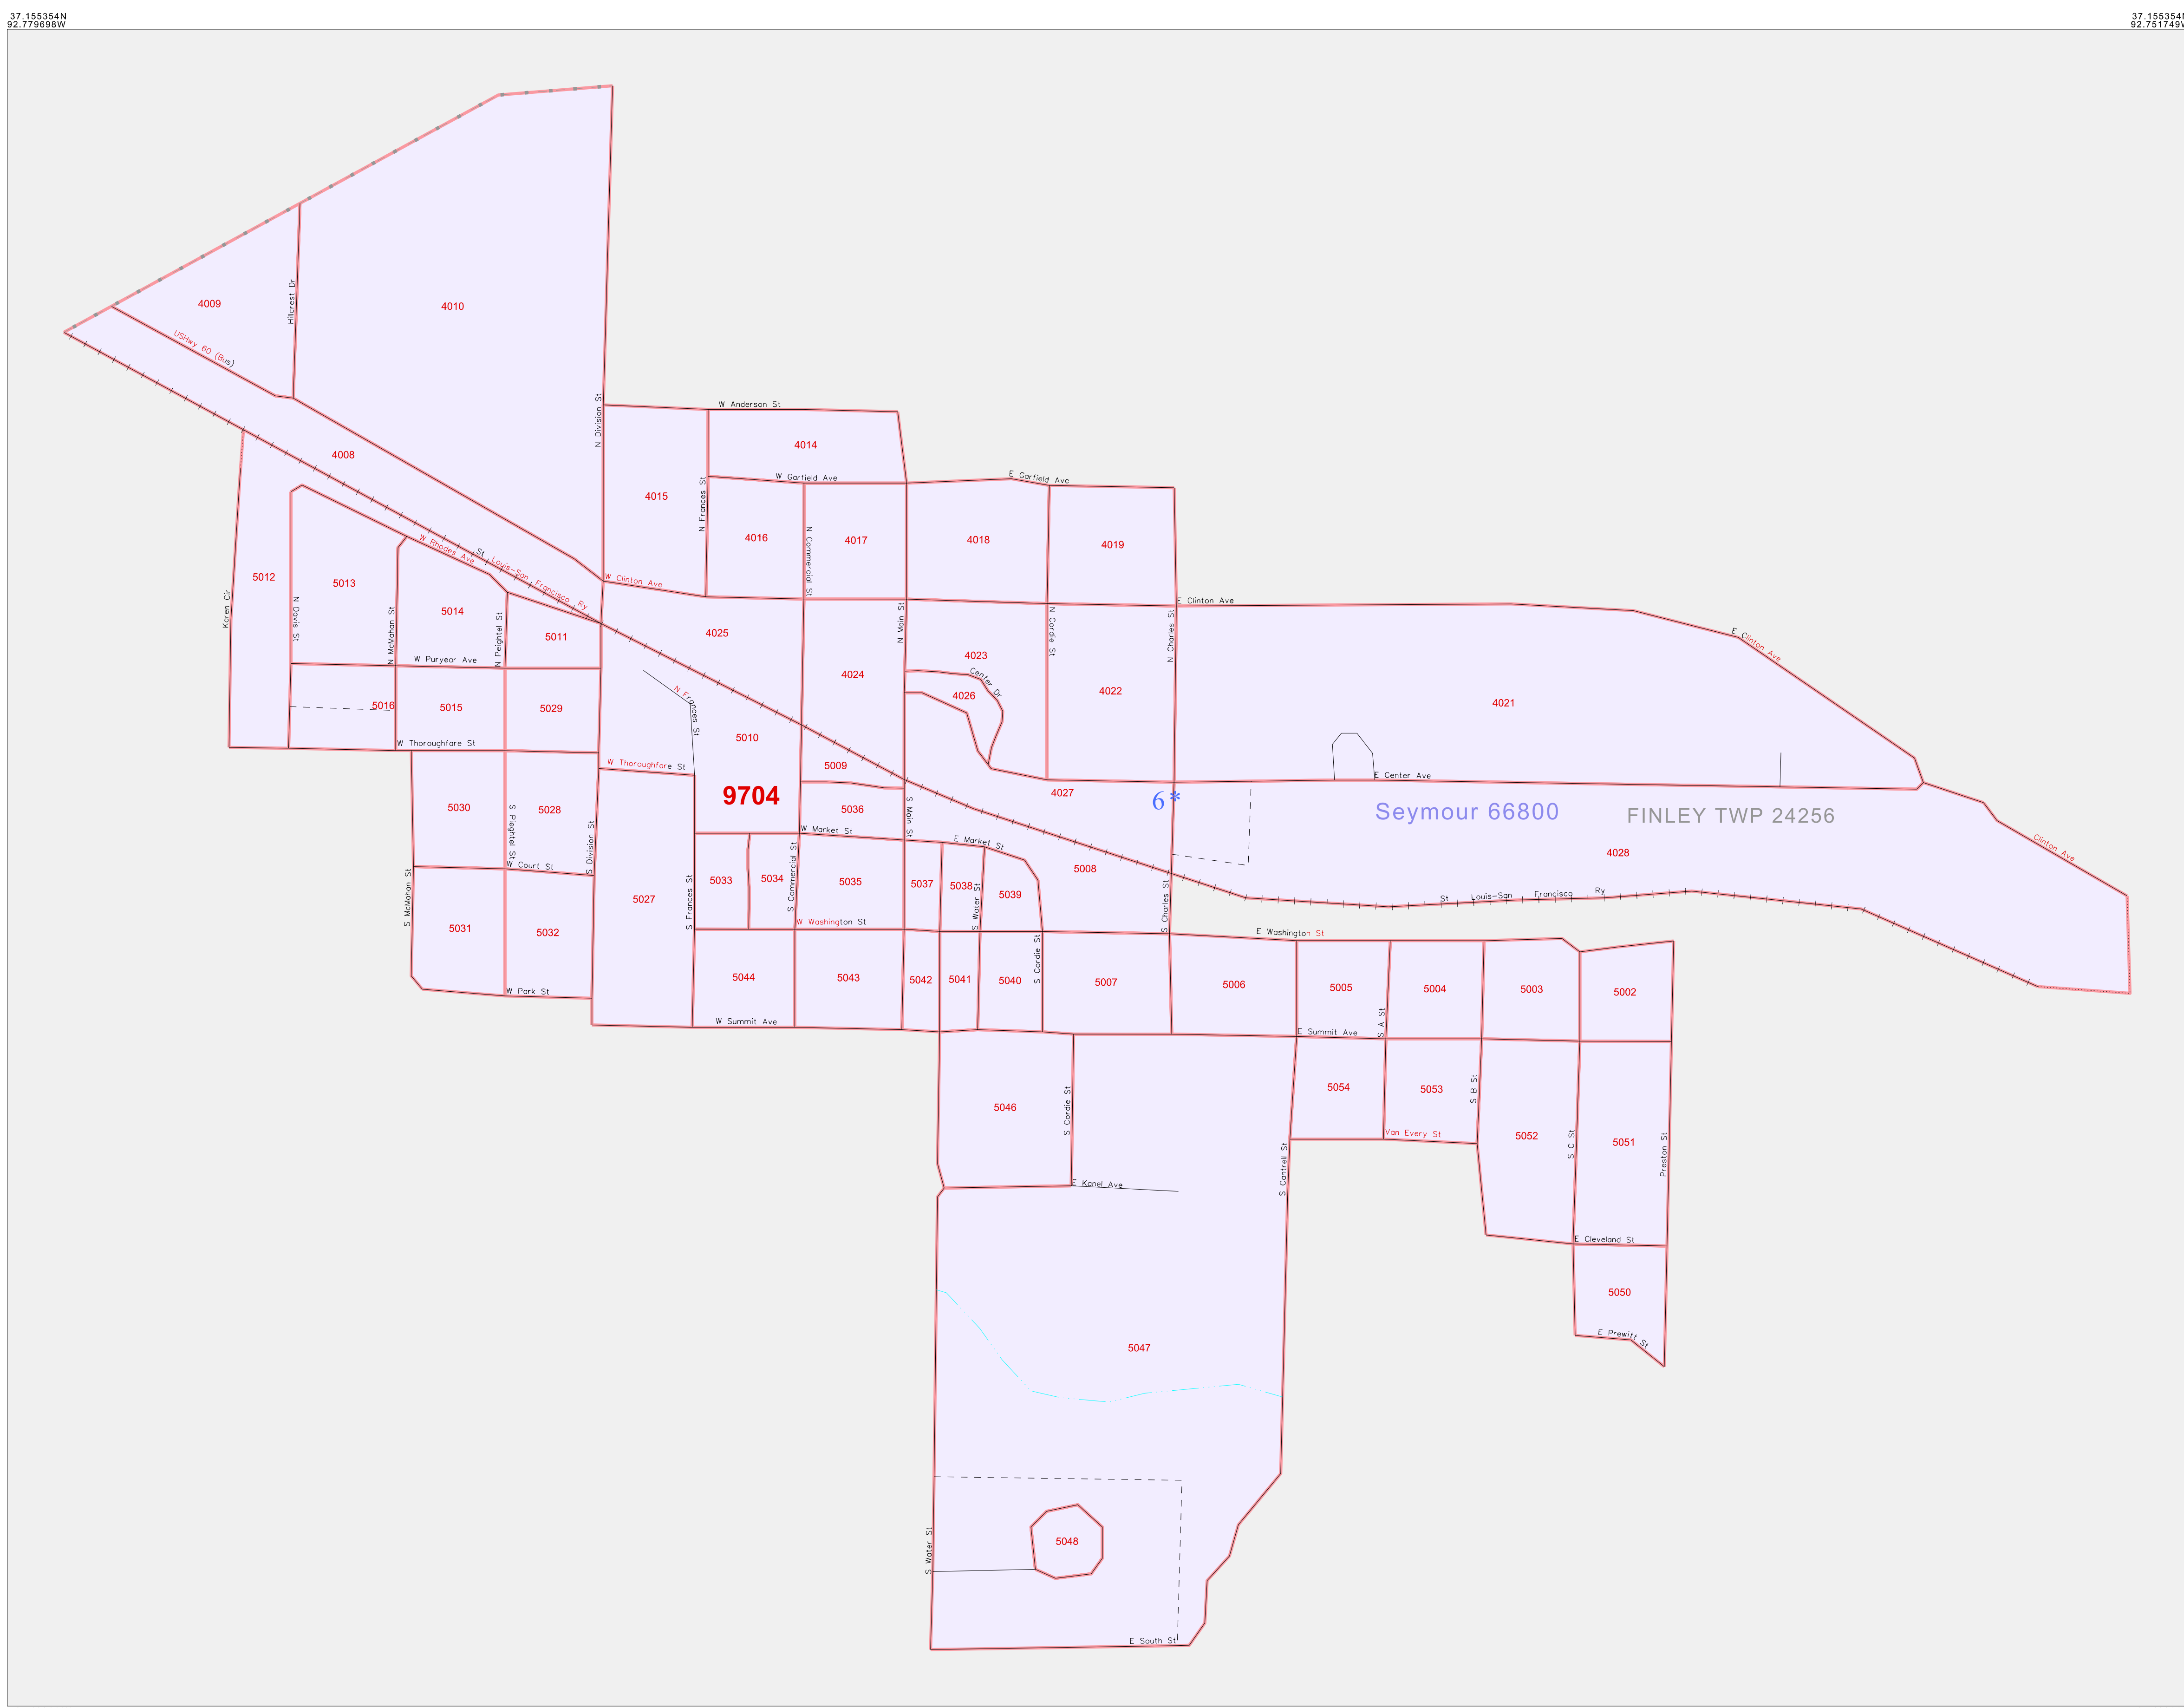 37.155354N
92.779698W
37.155354N
92.751749W
4009
4010
Hillcrest Dr
USHwy 60 (Bus)
4008
N Division St
W Anderson St
4014
W Garfield Ave
E Garfield Ave
4015
N Frances St
4016
N Commercial St
4017
4018
4019
W Rhodes Ave
St Louis-San Francisco Ry
5012
5013
5014
5011
Karen Cir
N Davis St
N McMahan St
N Peightel St
W Clinton Ave
E Clinton Ave
E Clinton Ave
4025
N Main St
N Cordie St
N Charles St
4023
W Puryear Ave
4024
4026
Center Dr
4022
4021
5016
5015
5029
N Frances St
5010
W Thoroughfare St
W Thoroughfare St
5009
E Center Ave
4027
9704
6*
Seymour 66800
FINLEY TWP 24256
5030
5028
S Pieghtel St
S Division St
5036
S Main St
W Market St
E Market St
4028
Clinton Ave
W Court St
S McMahan St
5027
S Frances St
5033
5034
S Commercial St
5035
5037
5038
S Water St
5039
5008
S Charles St
St Louis-San Francisco Ry
5031
5032
W Washington St
E Washington St
5044
5043
5042
5041
5040
S Cordie St
5007
5006
5005
S A St
5004
5003
5002
W Park St
W Summit Ave
E Summit Ave
5046
S Cordie St
5054
5053
S B St
Van Every St
5052
S C St
5051
Preston St
S Cantrell St
E Kanel Ave
E Cleveland St
5050
E Prewitt St
5047
5048
S Water St
E South St